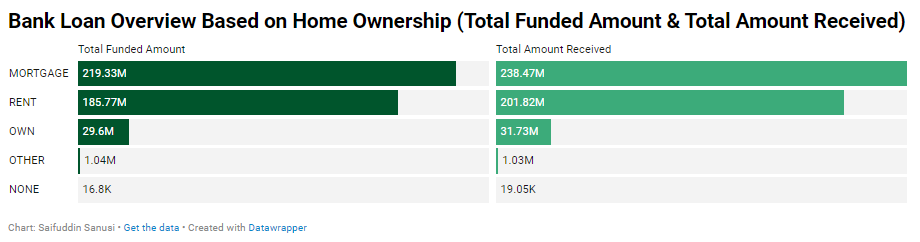 Bank Loan Overview Based on Home Ownership (Total Funded Amount & Total Amount Received)
Total Funded Amount Total Amount Received
MORTGAGE 219.33M 238.47M
RENT 185.77M 201.82M
OWN 29.6M 31.73M
OTHER 1.04M 1.03M
NONE 16.8K 19.05K
Chart: Saifuddin Sanusi • Get the data • Created with Datawrapper